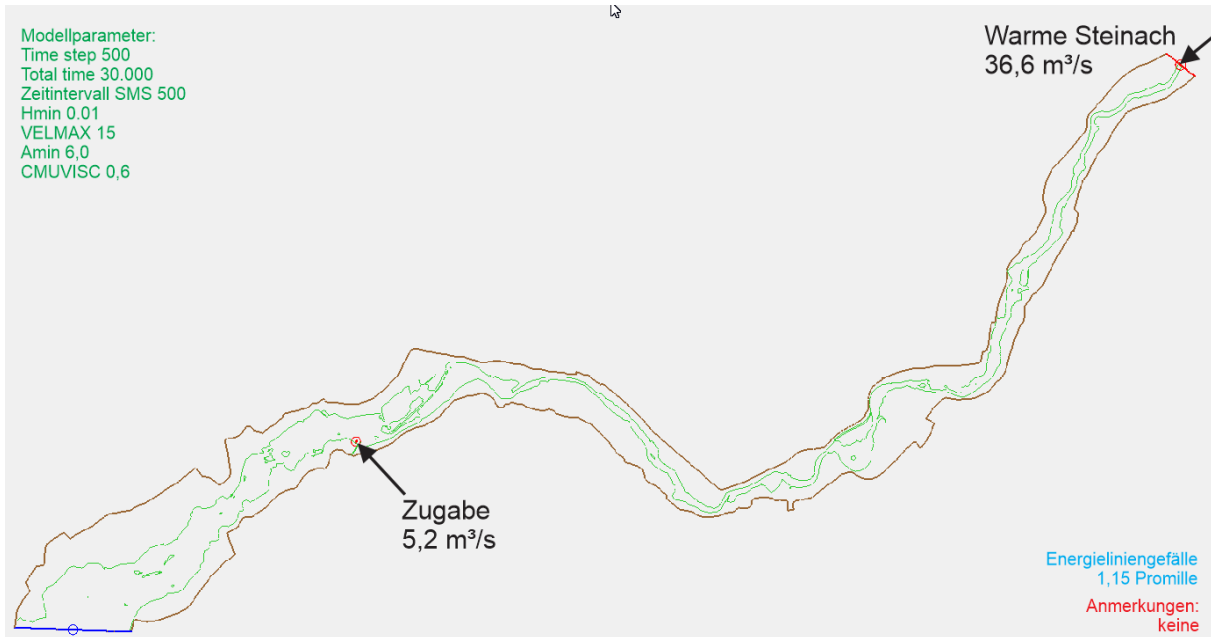 Modellparameter:
Time step 500
Total time 30.000
Zeitintervall SMS 500
Hmin 0.01
VELMAX 15
Amin 6,0
CMUVISC 0,6
Warme Steinach
36,6 m³/s
Zugabe
5,2 m³/s
Energieliniengefälle
1,15 Promille
Anmerkungen:
keine